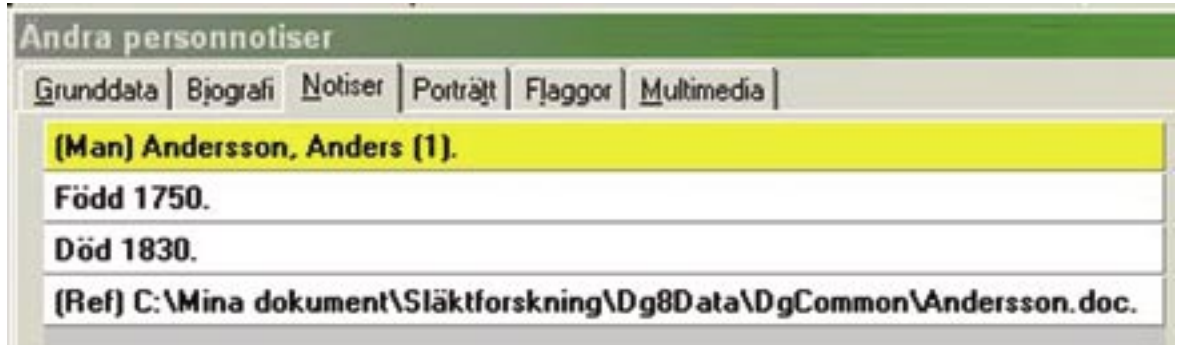 Ändra personnotiser
Grunddata Biografi Notiser Porträtt Flaggor Multimedia
(Man) Andersson, Anders (1).
Född 1750.
Död 1830.
(Ref) C:\Mina dokument\Släktforskning\Dg8Data\DgCommon\Andersson.doc.